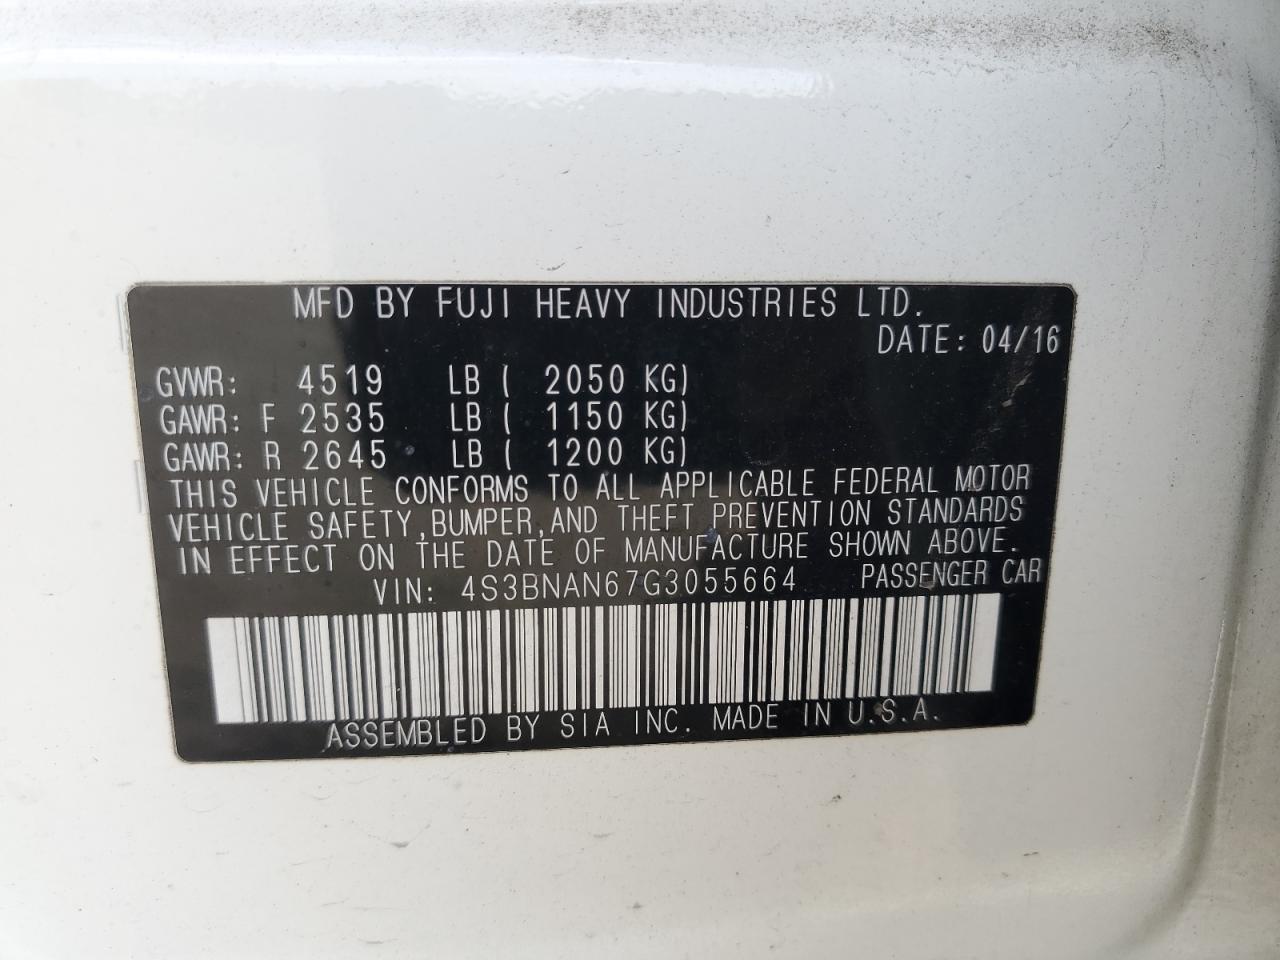 MFD BY FUJI HEAVY INDUSTRIES LTD.
DATE: 04/16
GVWR: 4519 LB ( 2050 KG)
GAWR: F 2535 LB ( 1150 KG)
GAWR: R 2645 LB ( 1200 KG)
THIS VEHICLE CONFORMS TO ALL APPLICABLE FEDERAL MOTOR
VEHICLE SAFETY,BUMPER,AND THEFT PREVENTION STANDARDS
IN EFFECT ON THE DATE OF MANUFACTURE SHOWN ABOVE.
VIN: 4S3BNAN67G3055664 PASSENGER CAR
ASSEMBLED BY SIA INC. MADE IN U.S.A.